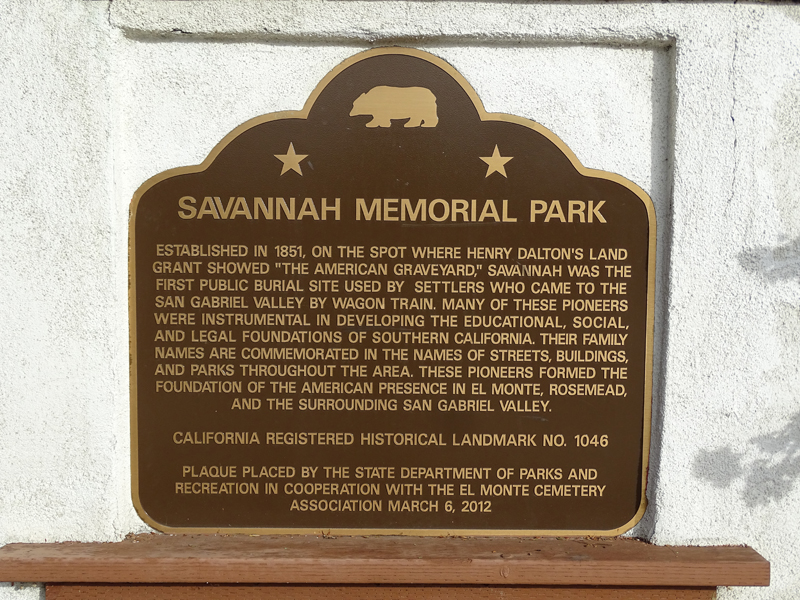 SAVANNAH MEMORIAL PARK
ESTABLISHED IN 1851, ON THE SPOT WHERE HENRY DALTON'S LAND
GRANT SHOWED "THE AMERICAN GRAVEYARD," SAVANNAH WAS THE
FIRST PUBLIC BURIAL SITE USED BY SETTLERS WHO CAME TO THE
SAN GABRIEL VALLEY BY WAGON TRAIN. MANY OF THESE PIONEERS
WERE INSTRUMENTAL IN DEVELOPING THE EDUCATIONAL, SOCIAL,
AND LEGAL FOUNDATIONS OF SOUTHERN CALIFORNIA. THEIR FAMILY
NAMES ARE COMMEMORATED IN THE NAMES OF STREETS, BUILDINGS,
AND PARKS THROUGHOUT THE AREA. THESE PIONEERS FORMED THE
FOUNDATION OF THE AMERICAN PRESENCE IN EL MONTE, ROSEMEAD,
AND THE SURROUNDING SAN GABRIEL VALLEY.
CALIFORNIA REGISTERED HISTORICAL LANDMARK NO. 1046
PLAQUE PLACED BY THE STATE DEPARTMENT OF PARKS AND
RECREATION IN COOPERATION WITH THE EL MONTE CEMETERY
ASSOCIATION MARCH 6, 2012